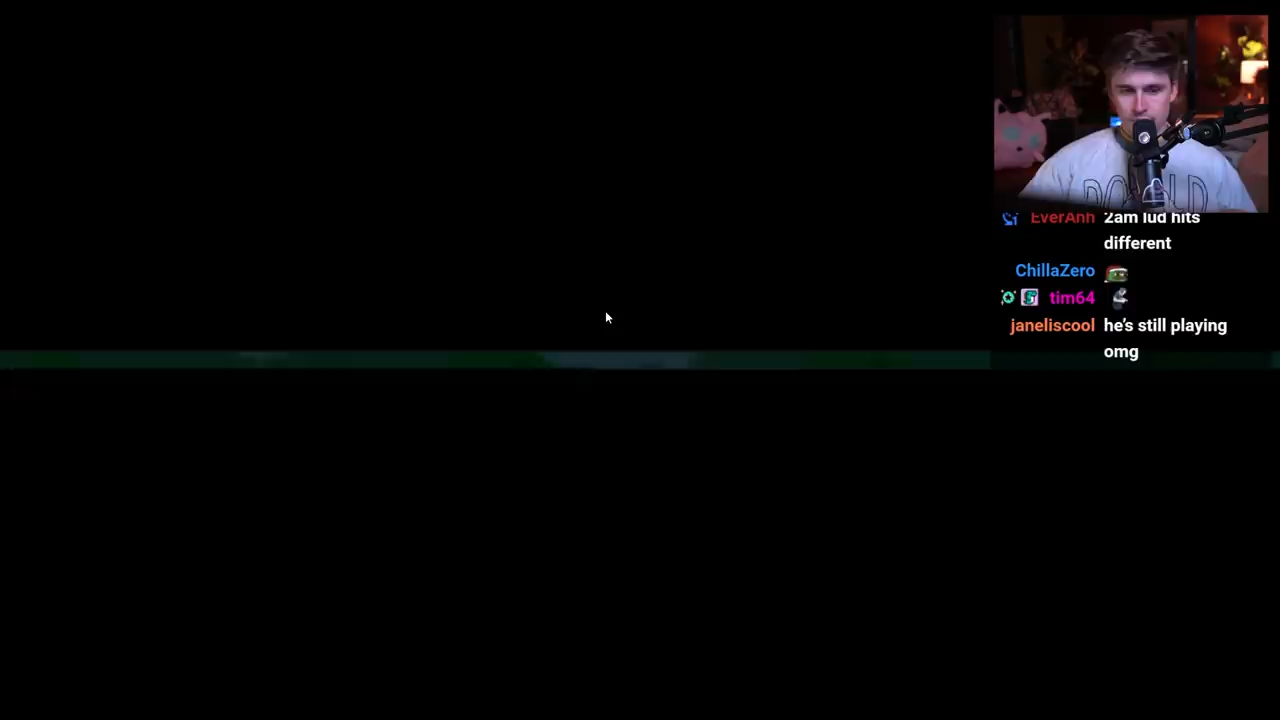 EverAnh 2am lud hits
different
ChillaZero
tim64
janeliscool he's still playing
omg